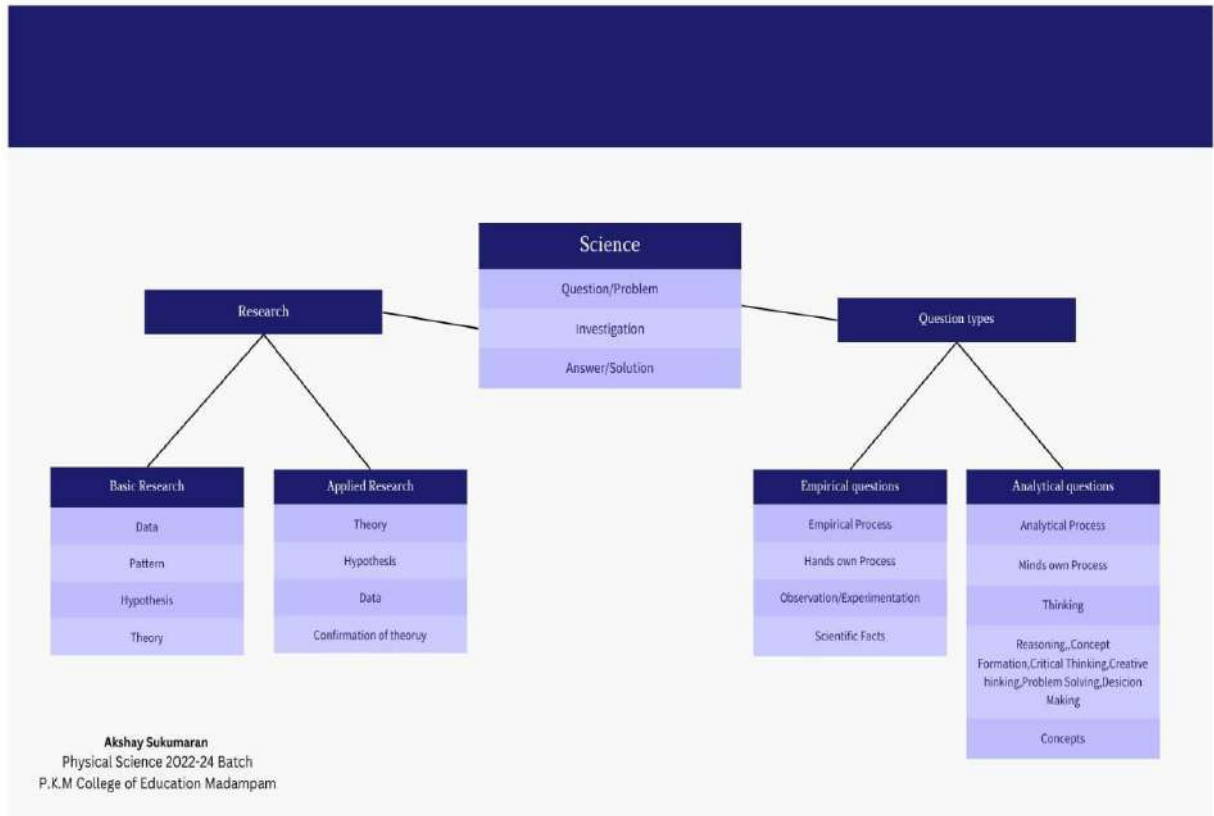 Science
Question/Problem
Investigation
Answer/Solution
Research
Question types
Basic Research
Data
Pattern
Hypothesis
Theory
Applied Research
Theory
Hypothesis
Data
Confirmation of theoruy
Empirical questions
Empirical Process
Hands own Process
Observation/Experimentation
Scientific Facts
Analytical questions
Analytical Process
Minds own Process
Thinking
Reasoning,,Concept
Formation,Critical Thinking,Creative
hinking,Problem Solving,Desicion
Making
Concepts
Akshay Sukumaran
Physical Science 2022-24 Batch
P.K.M College of Education Madampam